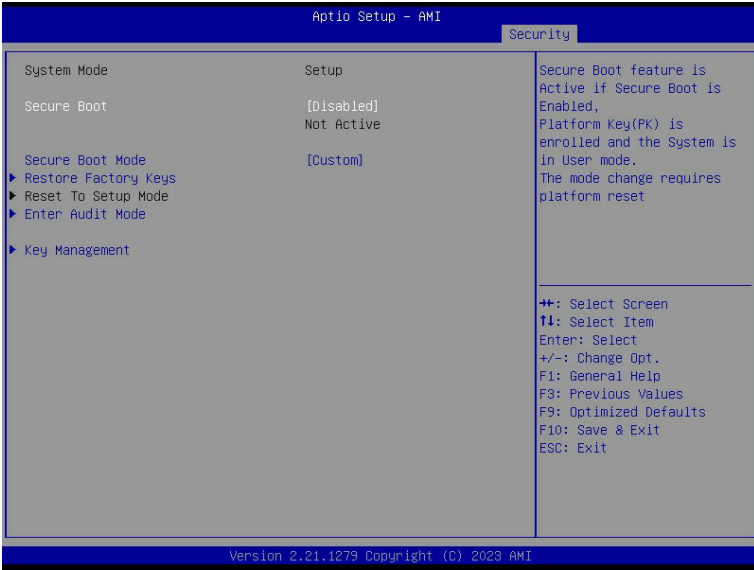 Aptio Setup – AMI
Security
System Mode Setup
Secure Boot [Disabled]
Not Active
Secure Boot Mode [Custom]
Restore Factory Keys
Reset To Setup Mode
Enter Audit Mode
Key Management
Secure Boot feature is
Active if Secure Boot is
Enabled,
Platform Key(PK) is
enrolled and the System is
in User mode.
The mode change requires
platform reset
→←: Select Screen
↑↓: Select Item
Enter: Select
+/-: Change Opt.
F1: General Help
F3: Previous Values
F9: Optimized Defaults
F10: Save & Exit
ESC: Exit
Version 2.21.1279 Copyright (C) 2023 AMI